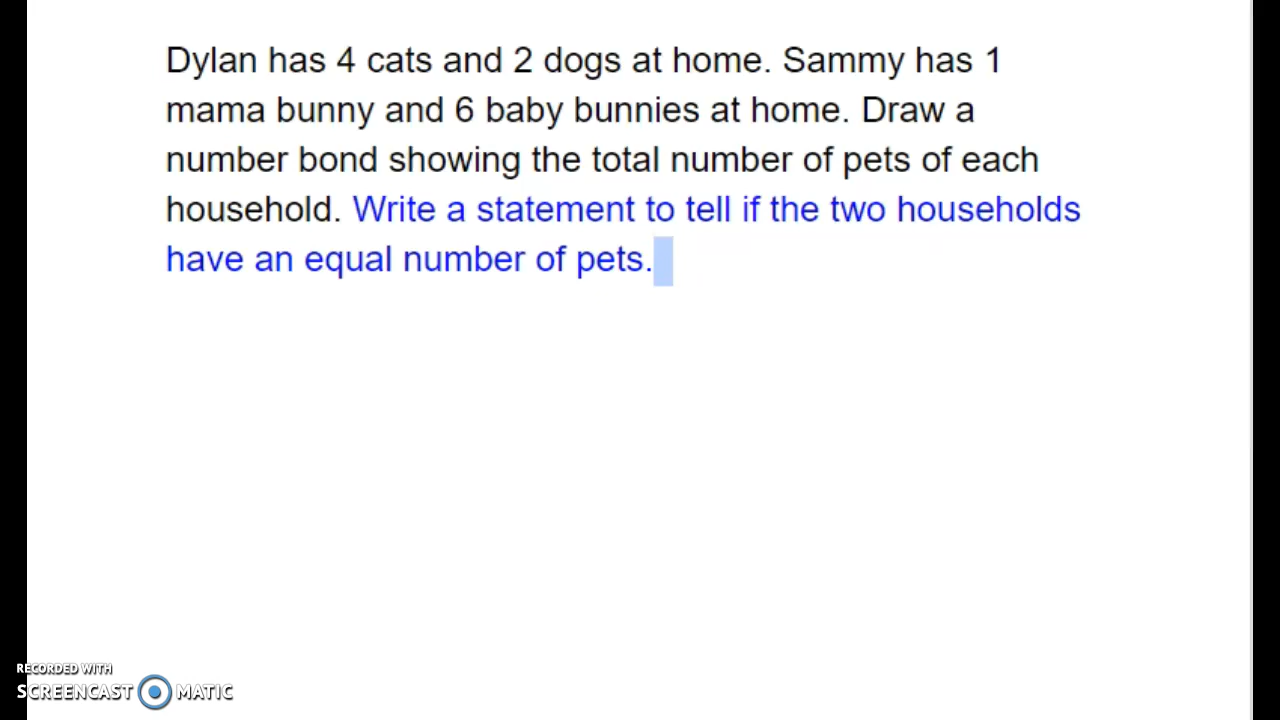 Dylan has 4 cats and 2 dogs at home. Sammy has 1
mama bunny and 6 baby bunnies at home. Draw a
number bond showing the total number of pets of each
household. Write a statement to tell if the two households
have an equal number of pets.
RECORDED WITH
SCREENCAST MATIC